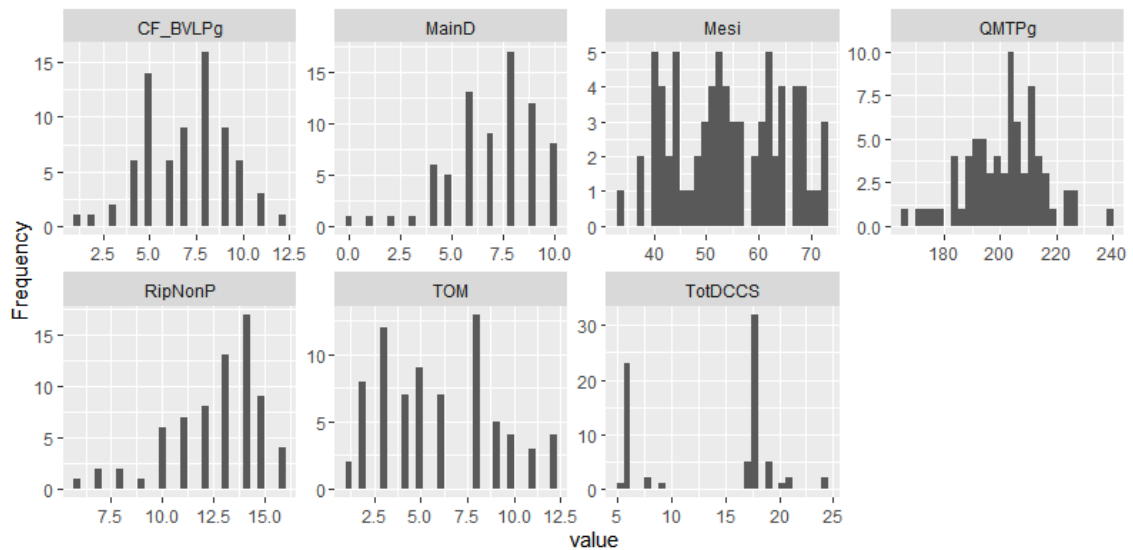 CF_BVLPg MainD Mesi QMTPg
15 10 5 0
2.5 5.0 7.5 10.0 12.5
15 10 5 0
0.0 2.5 5.0 7.5 10.0
5 4 3 2 1 0
40 50 60 70
10.0 7.5 5.0 2.5 0.0
180 200 220 240
Frequency
RipNonP TOM TotDCCS
15 10 5 0
7.5 10.0 12.5 15.0
10 5 0
2.5 5.0 7.5 10.0 12.5
30 20 10 0
5 10 15 20 25
value